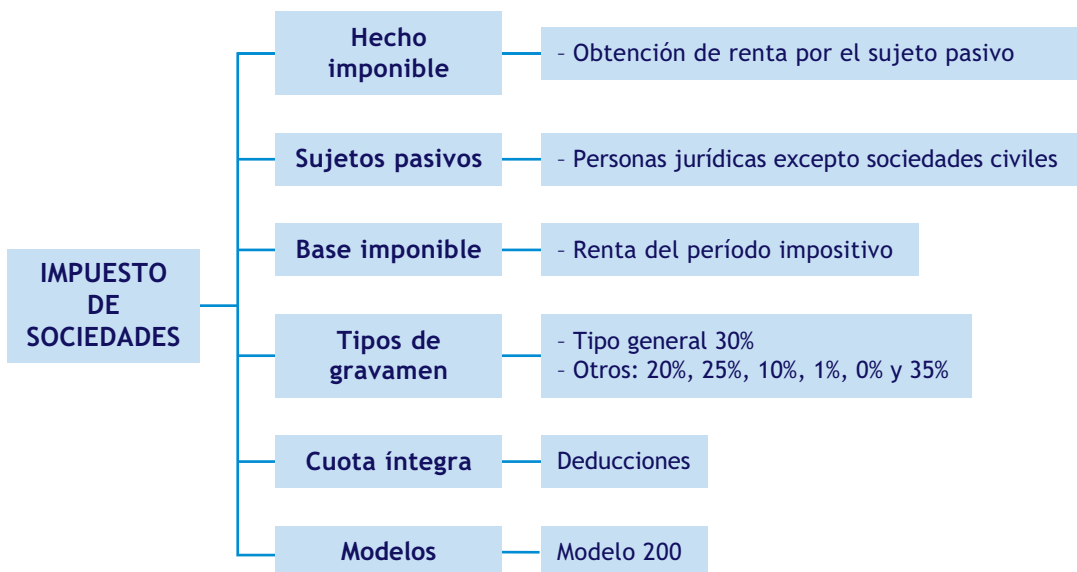 Hecho
imponible
– Obtención de renta por el sujeto pasivo
Sujetos pasivos
– Personas jurídicas excepto sociedades civiles
Base imponible
– Renta del período impositivo
IMPUESTO
DE
SOCIEDADES
Tipos de
gravamen
– Tipo general 30%
– Otros: 20%, 25%, 10%, 1%, 0% y 35%
Cuota íntegra
Deducciones
Modelos
Modelo 200